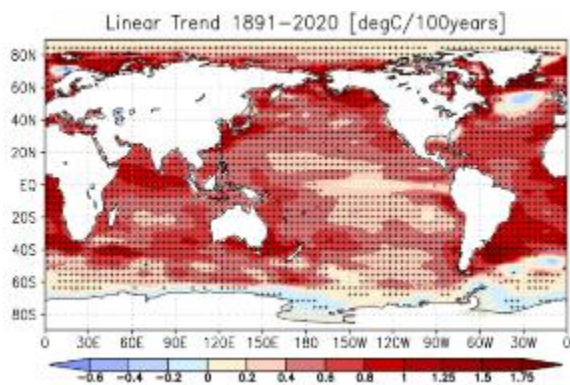 Linear Trend 1891−2020 [degC/100years]
80N
60N
40N
20N
EQ
20S
40S
60S
80S
0 30E 60E 90E 120E 150E 180 150W 120W 90W 60W 30W 0
-0.6 -0.4 -0.2 0 0.2 0.4 0.6 0.8 1 1.25 1.5 1.75